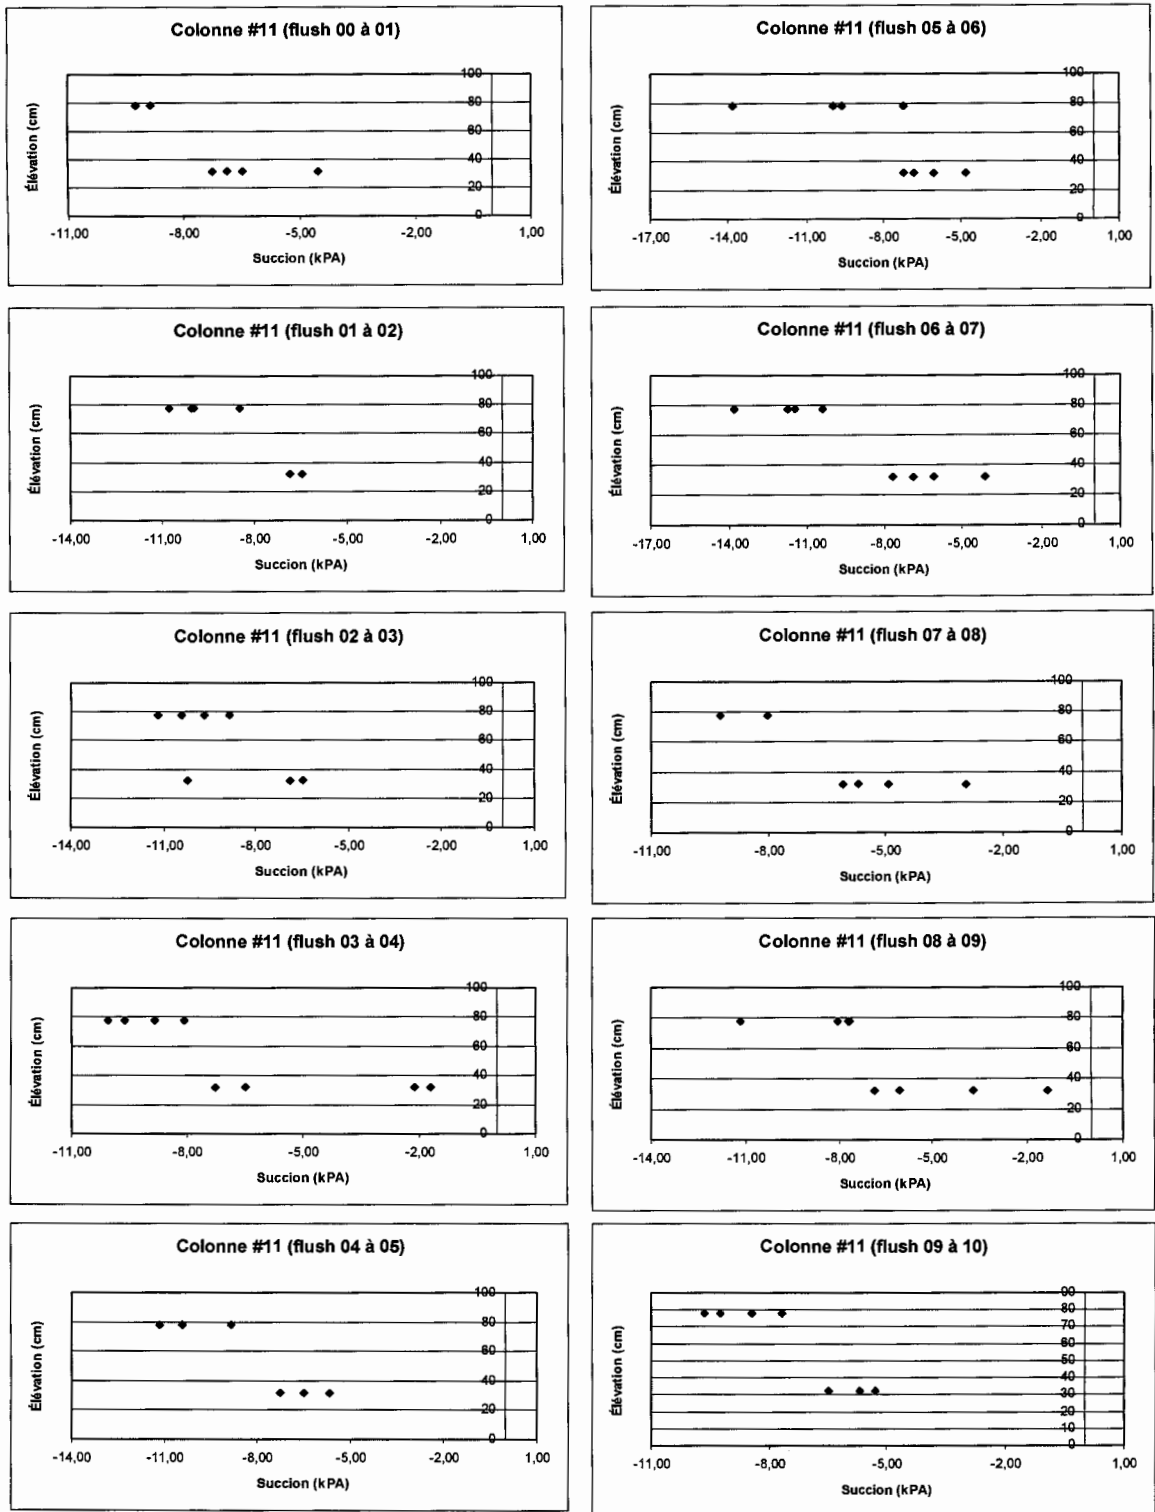 Colonne #11 (flush 00 à 01)
Élévation (cm)
100
80
60
40
20
0
-11,00 -8,00 -5,00 -2,00 1,00
Succion (kPA)
Colonne #11 (flush 01 à 02)
Élévation (cm)
100
80
60
40
20
0
-14,00 -11,00 -8,00 -5,00 -2,00 1,00
Succion (kPA)
Colonne #11 (flush 02 à 03)
Élévation (cm)
100
80
60
40
20
0
-14,00 -11,00 -8,00 -5,00 -2,00 1,00
Succion (kPA)
Colonne #11 (flush 03 à 04)
Élévation (cm)
100
80
60
40
20
0
-11,00 -8,00 -5,00 -2,00 1,00
Succion (kPA)
Colonne #11 (flush 04 à 05)
Élévation (cm)
100
80
60
40
20
0
-14,00 -11,00 -8,00 -5,00 -2,00 1,00
Succion (kPA)
Colonne #11 (flush 05 à 06)
Élévation (cm)
100
80
60
40
20
0
-17,00 -14,00 -11,00 -8,00 -5,00 -2,00 1,00
Succion (kPA)
Colonne #11 (flush 06 à 07)
Élévation (cm)
100
80
60
40
20
0
-17,00 -14,00 -11,00 -8,00 -5,00 -2,00 1,00
Succion (kPA)
Colonne #11 (flush 07 à 08)
Élévation (cm)
100
80
60
40
20
0
-11,00 -8,00 -5,00 -2,00 1,00
Succion (kPA)
Colonne #11 (flush 08 à 09)
Élévation (cm)
100
80
60
40
20
0
-14,00 -11,00 -8,00 -5,00 -2,00 1,00
Succion (kPA)
Colonne #11 (flush 09 à 10)
Élévation (cm)
90
80
70
60
50
40
30
20
10
0
-11,00 -8,00 -5,00 -2,00 1,00
Succion (kPA)